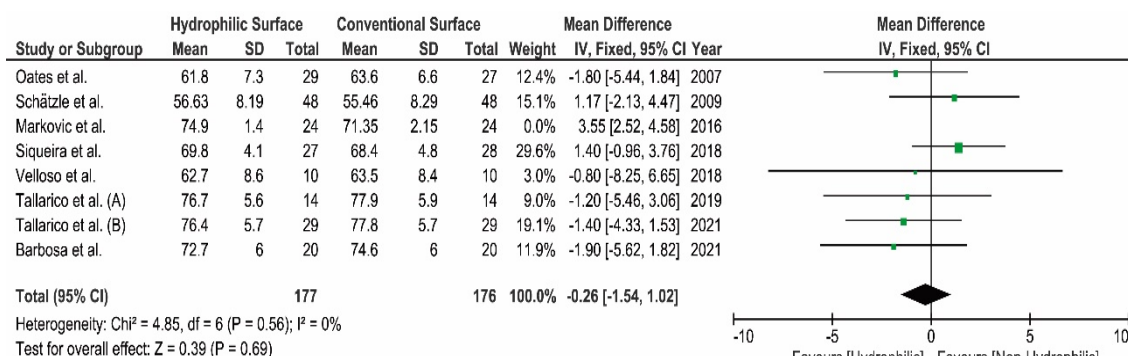 Hydrophilic Surface Conventional Surface Mean Difference Mean Difference
Study or Subgroup Mean SD Total Mean SD Total Weight IV, Fixed, 95% CI Year IV, Fixed, 95% CI
Oates et al. 61.8 7.3 29 63.6 6.6 27 12.4% -1.80 [-5.44, 1.84] 2007
Schätzle et al. 56.63 8.19 48 55.46 8.29 48 15.1% 1.17 [-2.13, 4.47] 2009
Markovic et al. 74.9 1.4 24 71.35 2.15 24 0.0% 3.55 [2.52, 4.58] 2016
Siqueira et al. 69.8 4.1 27 68.4 4.8 28 29.6% 1.40 [-0.96, 3.76] 2018
Velloso et al. 62.7 8.6 10 63.5 8.4 10 3.0% -0.80 [-8.25, 6.65] 2018
Tallarico et al. (A) 76.7 5.6 14 77.9 5.9 14 9.0% -1.20 [-5.46, 3.06] 2019
Tallarico et al. (B) 76.4 5.7 29 77.8 5.7 29 19.1% -1.40 [-4.33, 1.53] 2021
Barbosa et al. 72.7 6 20 74.6 6 20 11.9% -1.90 [-5.62, 1.82] 2021
Total (95% CI) 177 176 100.0% -0.26 [-1.54, 1.02]
Heterogeneity: Chi² = 4.85, df = 6 (P = 0.56); I² = 0%
Test for overall effect: Z = 0.39 (P = 0.69)
-10 -5 0 5 10